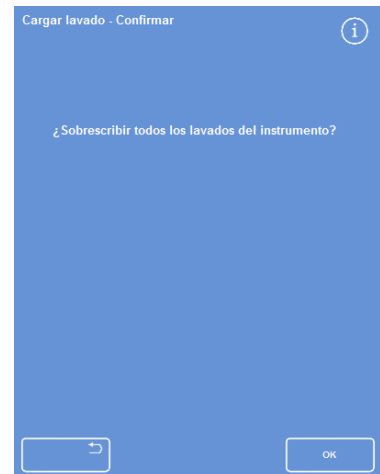 Cargar lavado - Confirmar
i
¿Sobrescribir todos los lavados del instrumento?
OK